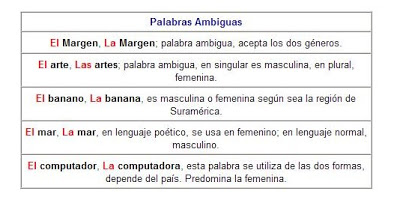 Palabras Ambiguas
El Margen, La Margen; palabra ambigua, acepta los dos géneros.
El arte, Las artes; palabra ambigua, en singular es masculina, en plural,
femenina.
El banano, La banana, es masculina o femenina según sea la región de
Suramérica.
El mar, La mar, en lenguaje poético, se usa en femenino; en lenguaje normal,
masculino.
El computador, La computadora, esta palabra se utiliza de las dos formas,
depende del país. Predomina la femenina.